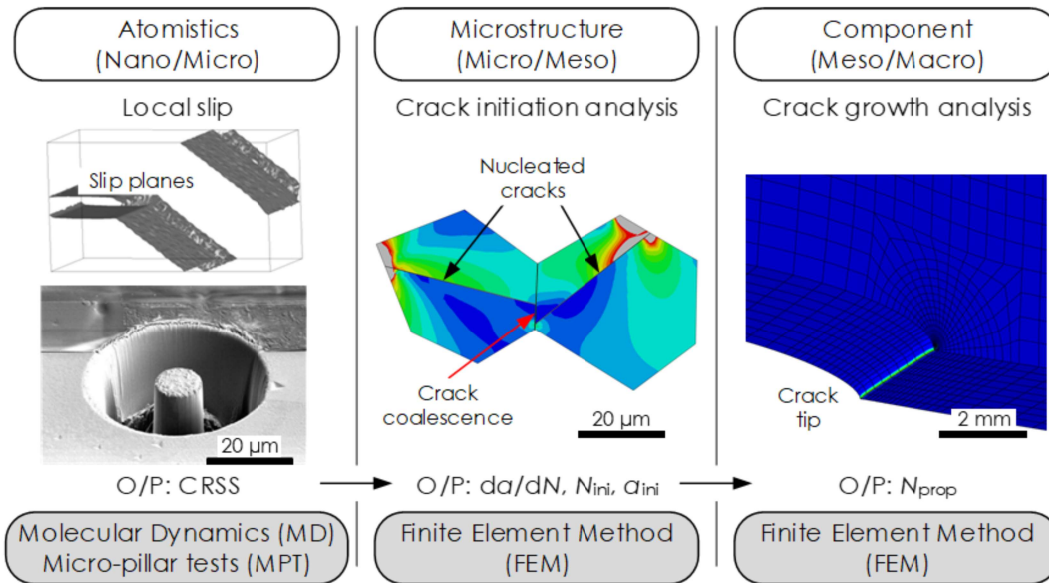 Atomistics
(Nano/Micro)
Local slip
Slip planes
20 µm
O/P: CRSS
Molecular Dynamics (MD)
Micro-pillar tests (MPT)
Microstructure
(Micro/Meso)
Crack initiation analysis
Nucleated
cracks
Crack
coalescence
20 µm
O/P: da/dN, Nini, aini
Finite Element Method
(FEM)
Component
(Meso/Macro)
Crack growth analysis
Crack
tip
2 mm
O/P: Nprop
Finite Element Method
(FEM)